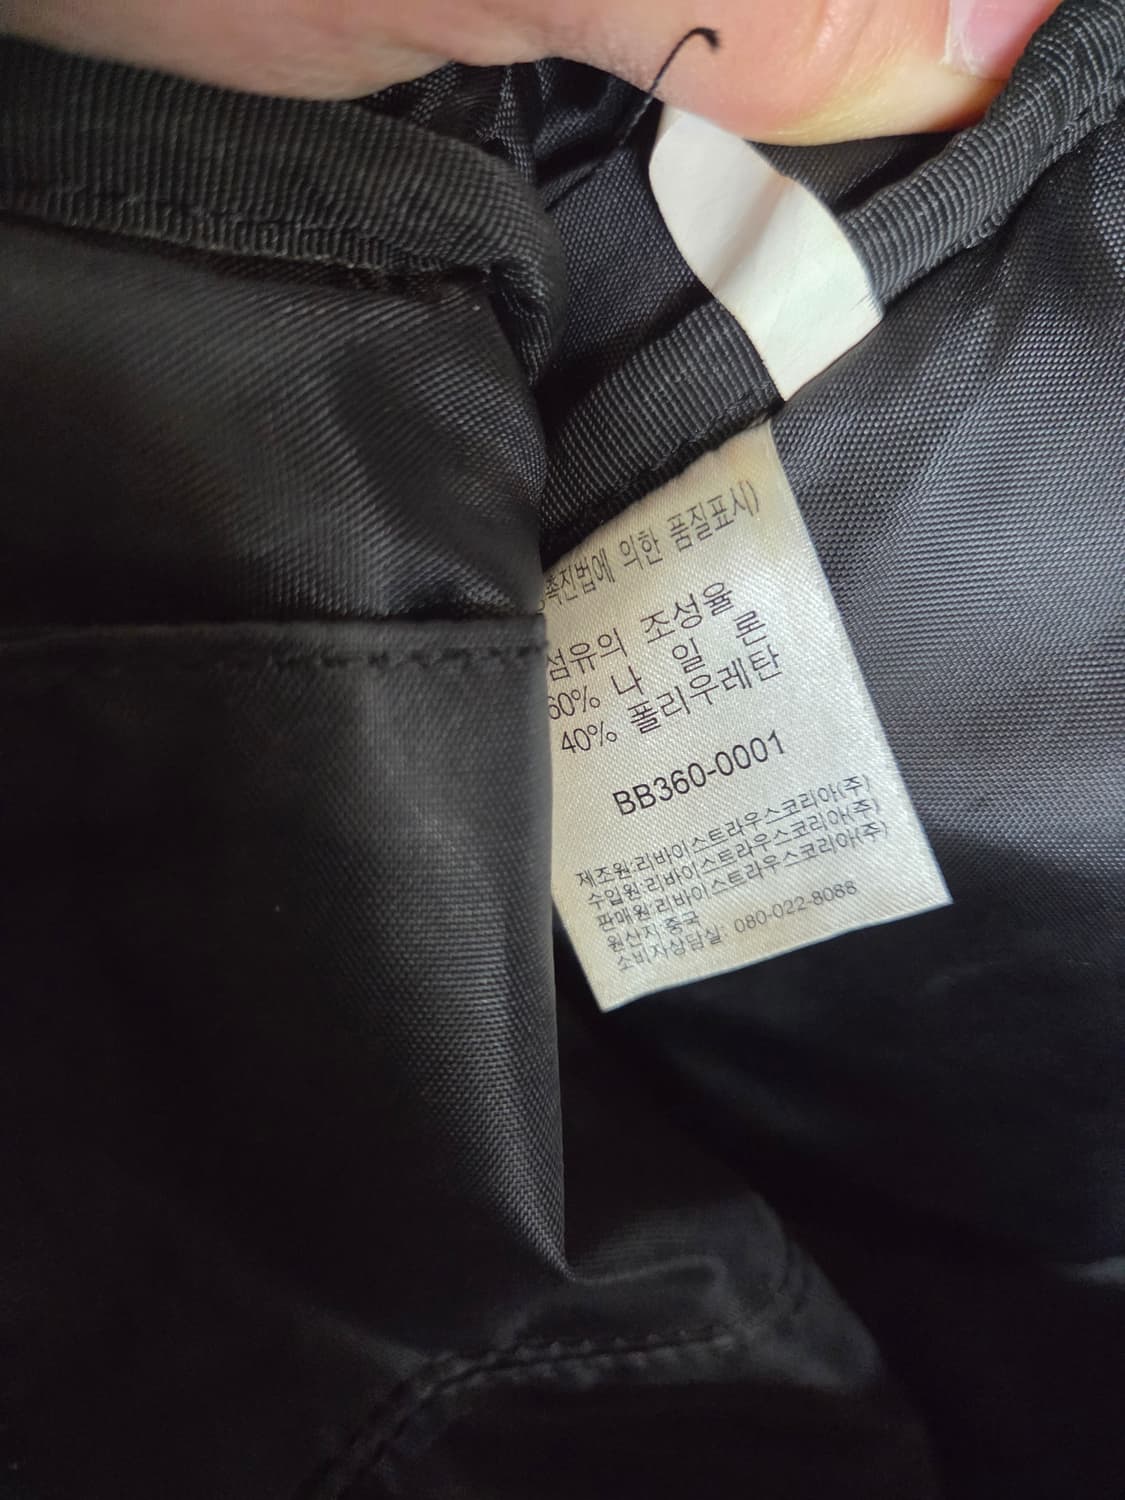 촉진법에 의한 품질표시)
섬유의 조성율
60% 나 일 론
40% 폴리우레탄
BB360-0001
제조원:리바이스트라우스코리아(주)
수입원:리바이스트라우스코리아(주)
판매원:리바이스트라우스코리아(주)
원산지:중국
소비자상담실: 080-022-8088